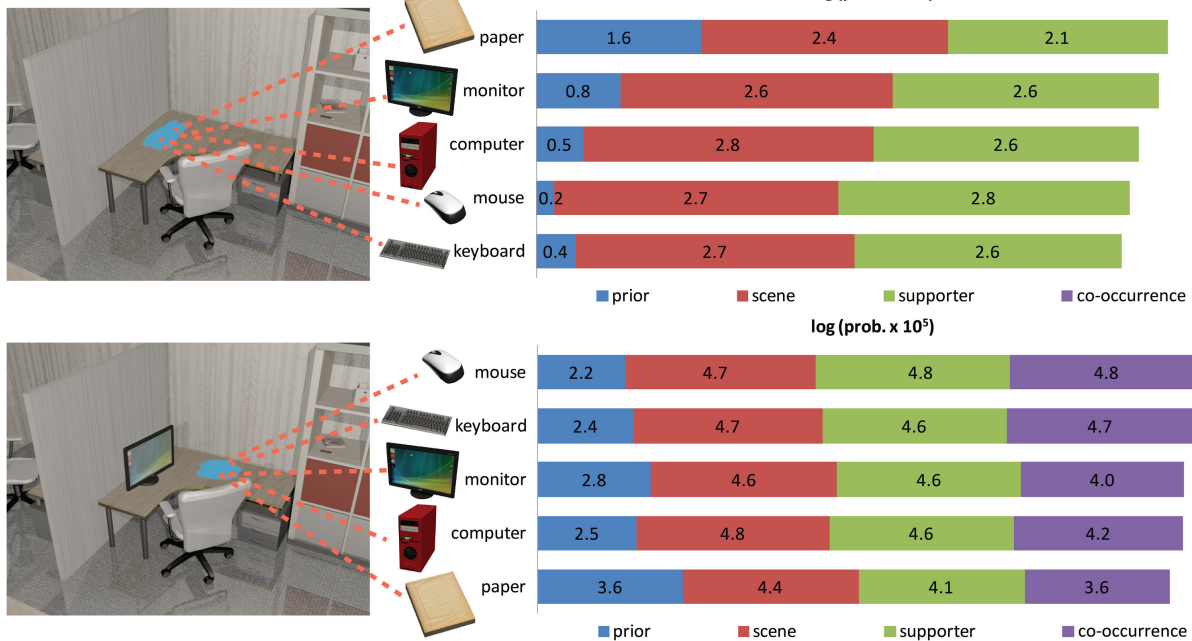 paper 1.6 2.4 2.1
monitor 0.8 2.6 2.6
computer 0.5 2.8 2.6
mouse 0.2 2.7 2.8
keyboard 0.4 2.7 2.6
prior scene supporter co-occurrence
log (prob. x 10⁵)
mouse 2.2 4.7 4.8 4.8
keyboard 2.4 4.7 4.6 4.7
monitor 2.8 4.6 4.6 4.0
computer 2.5 4.8 4.6 4.2
paper 3.6 4.4 4.1 3.6
prior scene supporter co-occurrence